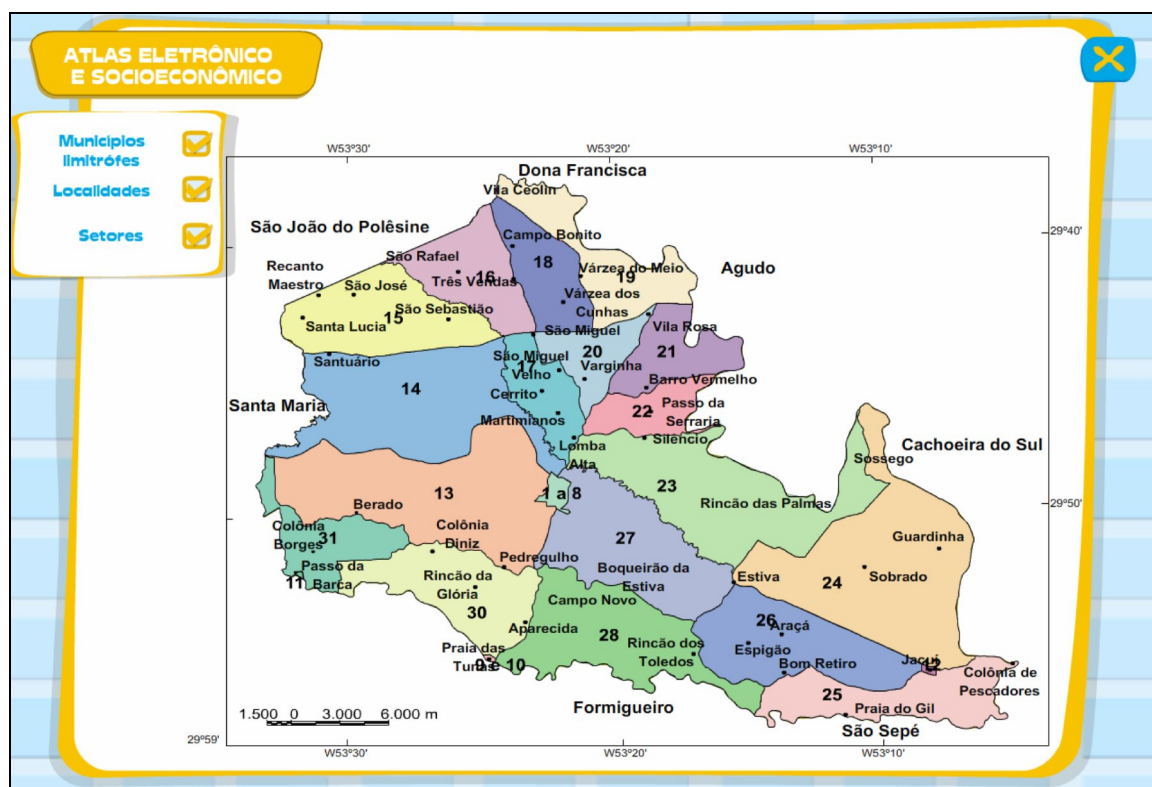 ATLAS ELETRÔNICO
E SOCIOECONÔMICO
Municípios
limitrófes
Localidades
Setores
W53°30'
W53°20'
W53°10'
Dona Francisca
Vila Ceolin
São João do Polêsine
Campo Bonito
29°40'
São Rafael
18
Recanto
Maestro
Três Vendas
16
Várzea do Meio
19
Agudo
São José
Várzea dos
Cunhas
São Sebastião
15
Santa Lucia
São Miguel
Vila Rosa
Santuário
São Miguel
Velho
17
20
21
Varginha
14
Cerrito
Barro Vermelho
Santa Maria
Martimianos
22
Passo da
Serraria
Silêncio
Cachoeira do Sul
Lomba
Alta
Sossego
13
1 a 8
23
Rincão das Palmas
29°50'
Berado
Colônia
Borges
31
Colônia
Diniz
27
Guardinha
Pedregulho
11
Passo da
Barca
Rincão da
Glória
Boqueirão da
Estiva
Estiva
24
Sobrado
30
Campo Novo
Aparecida
28
26
Araçá
Praia das
Tunas
9 e 10
Rincão dos
Toledos
Espigão
Bom Retiro
Jacuí
12
Colônia de
Pescadores
25
1.500 0 3.000 6.000 m
Formigueiro
Praia do Gil
São Sepé
29°59'
W53°30'
W53°20'
W53°10'